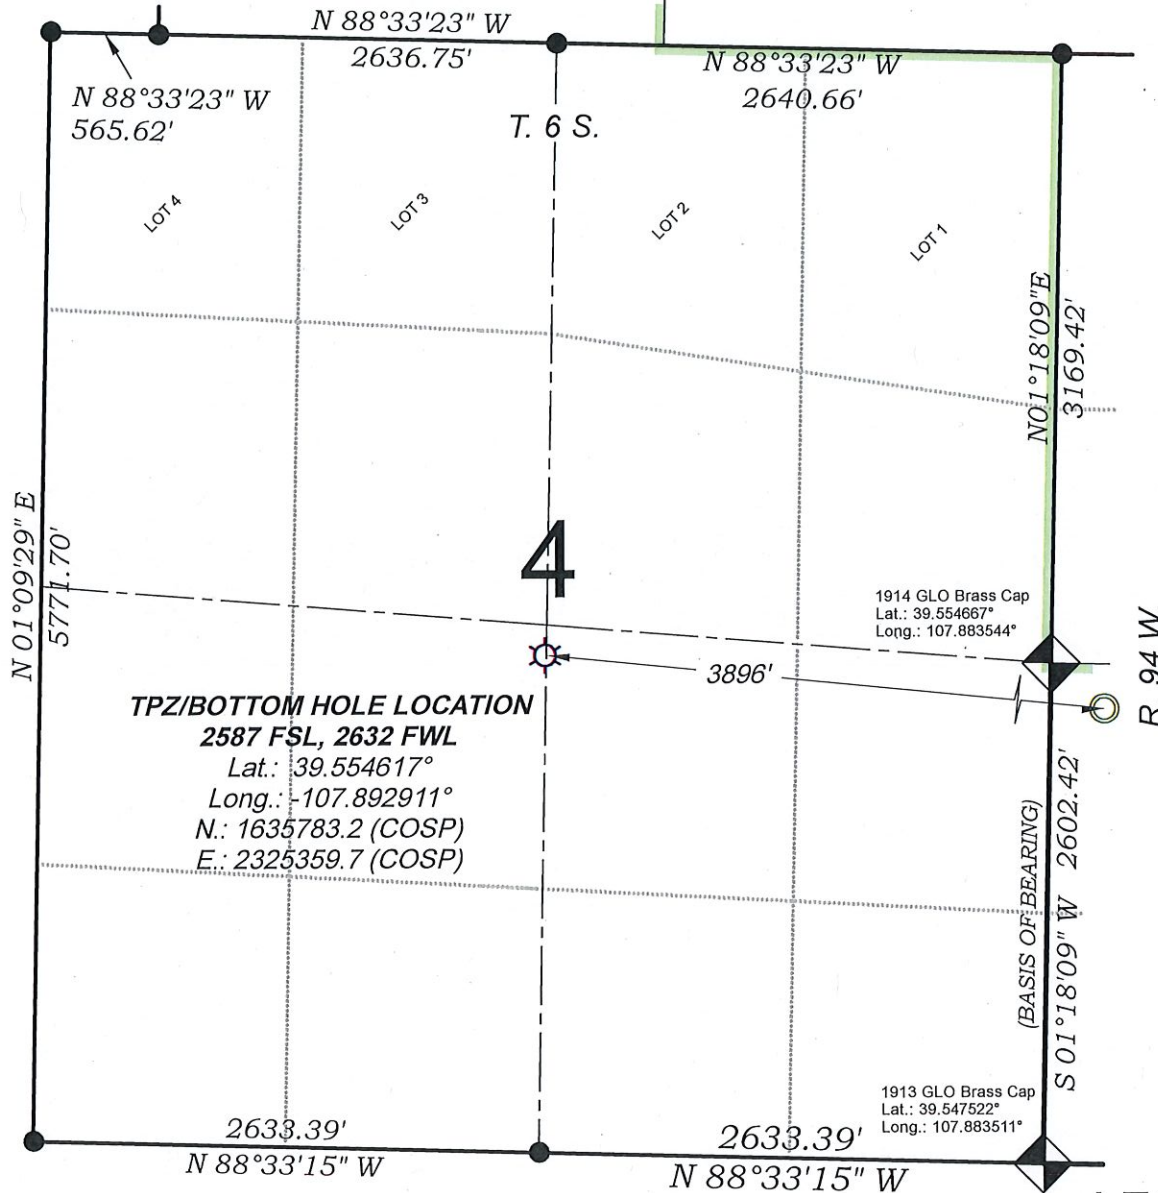 N 88°33'23" W
2636.75'
N 88°33'23" W
2640.66'
N 88°33'23" W
565.62'
T. 6 S.
LOT 4
LOT 3
LOT 2
LOT 1
N01°18'09"E
3169.42'
N 01°09'29" E
5771.70'
4
1914 GLO Brass Cap
Lat.: 39.554667°
Long.: 107.883544°
3896'
R. 94 W
TPZ/BOTTOM HOLE LOCATION
2587 FSL, 2632 FWL
Lat.: 39.554617°
Long.: -107.892911°
N.: 1635783.2 (COSP)
E.: 2325359.7 (COSP)
(BASIS OF BEARING)
S 01°18'09" W 2602.42'
1913 GLO Brass Cap
Lat.: 39.547522°
Long.: 107.883511°
2633.39'
N 88°33'15" W
2633.39'
N 88°33'15" W